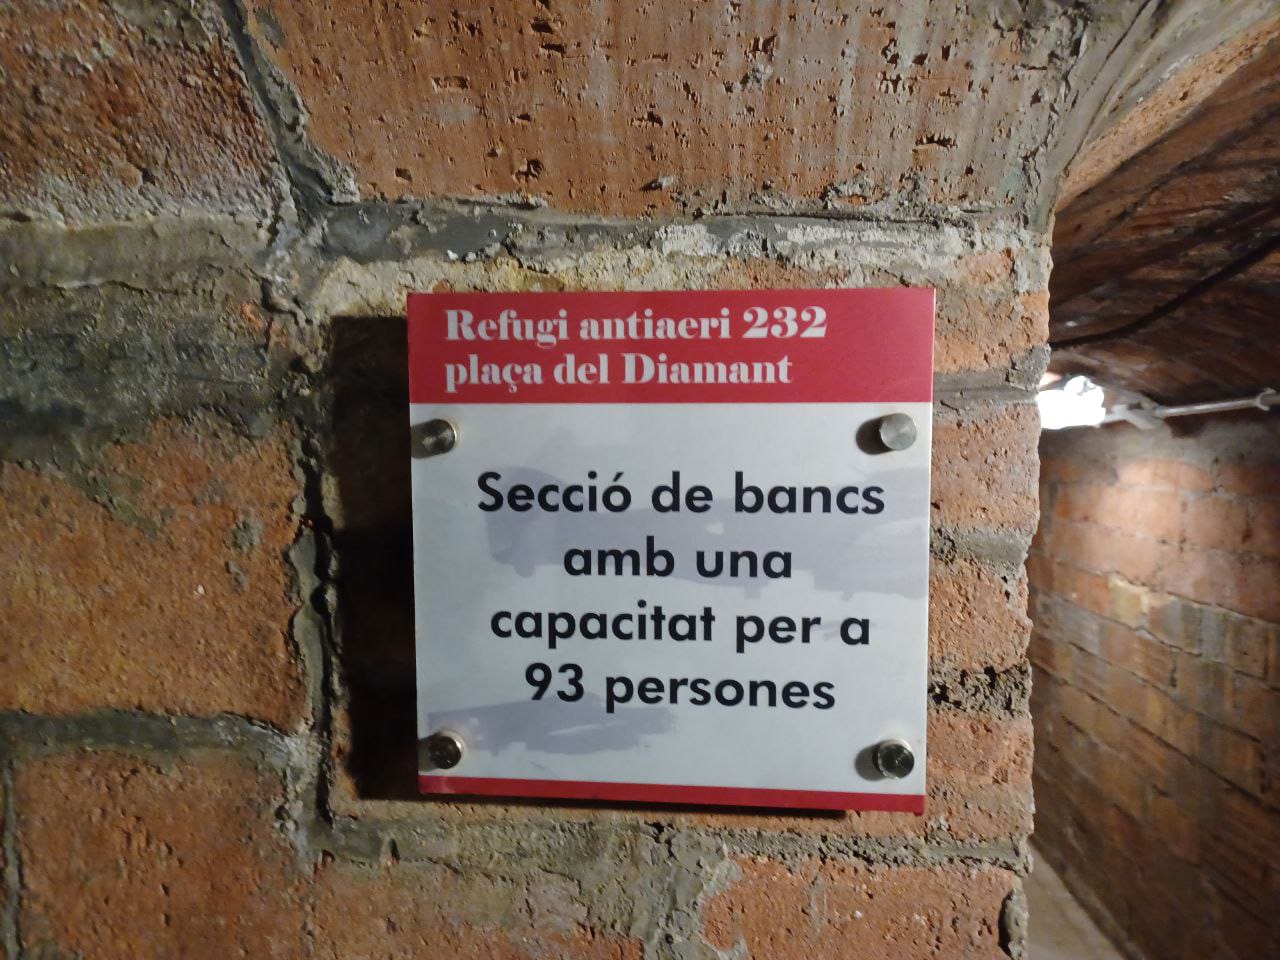 Refugi antiaeri 232
plaça del Diamant
Secció de bancs
amb una
capacitat per a
93 persones